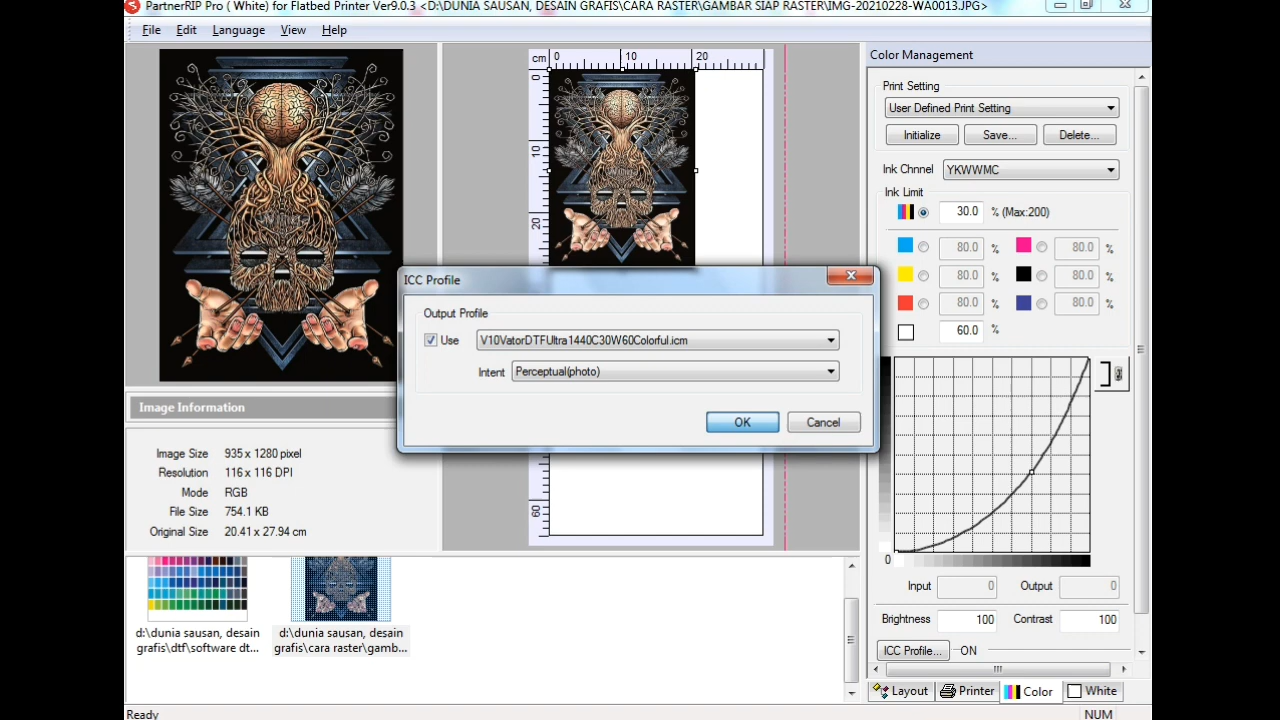 PartnerRIP Pro ( White) for Flatbed Printer Ver9.0.3 <D:\DUNIA SAUSAN, DESAIN GRAFIS\CARA RASTER\GAMBAR SIAP RASTER\IMG-20210228-WA0013.JPG>
File Edit Language View Help
cm 0 10 20
0
10
20
60
Color Management
Print Setting
User Defined Print Setting
Initialize Save... Delete...
Ink Chnnel YKWWMC
Ink Limit
30.0 % (Max:200)
80.0 % 80.0 %
80.0 % 80.0 %
80.0 % 80.0 %
60.0 %
0
Input 0 Output 0
Brightness 100 Contrast 100
ICC Profile... ON
Layout Printer Color White
ICC Profile
Output Profile
Use V10VatorDTFUltra1440C30W60Colorful.icm
Intent Perceptual(photo)
OK Cancel
Image Information
Image Size 935 x 1280 pixel
Resolution 116 x 116 DPI
Mode RGB
File Size 754.1 KB
Original Size 20.41 x 27.94 cm
d:\dunia sausan, desain
grafis\dtf\software dt...
d:\dunia sausan, desain
grafis\cara raster\gamb...
Ready NUM